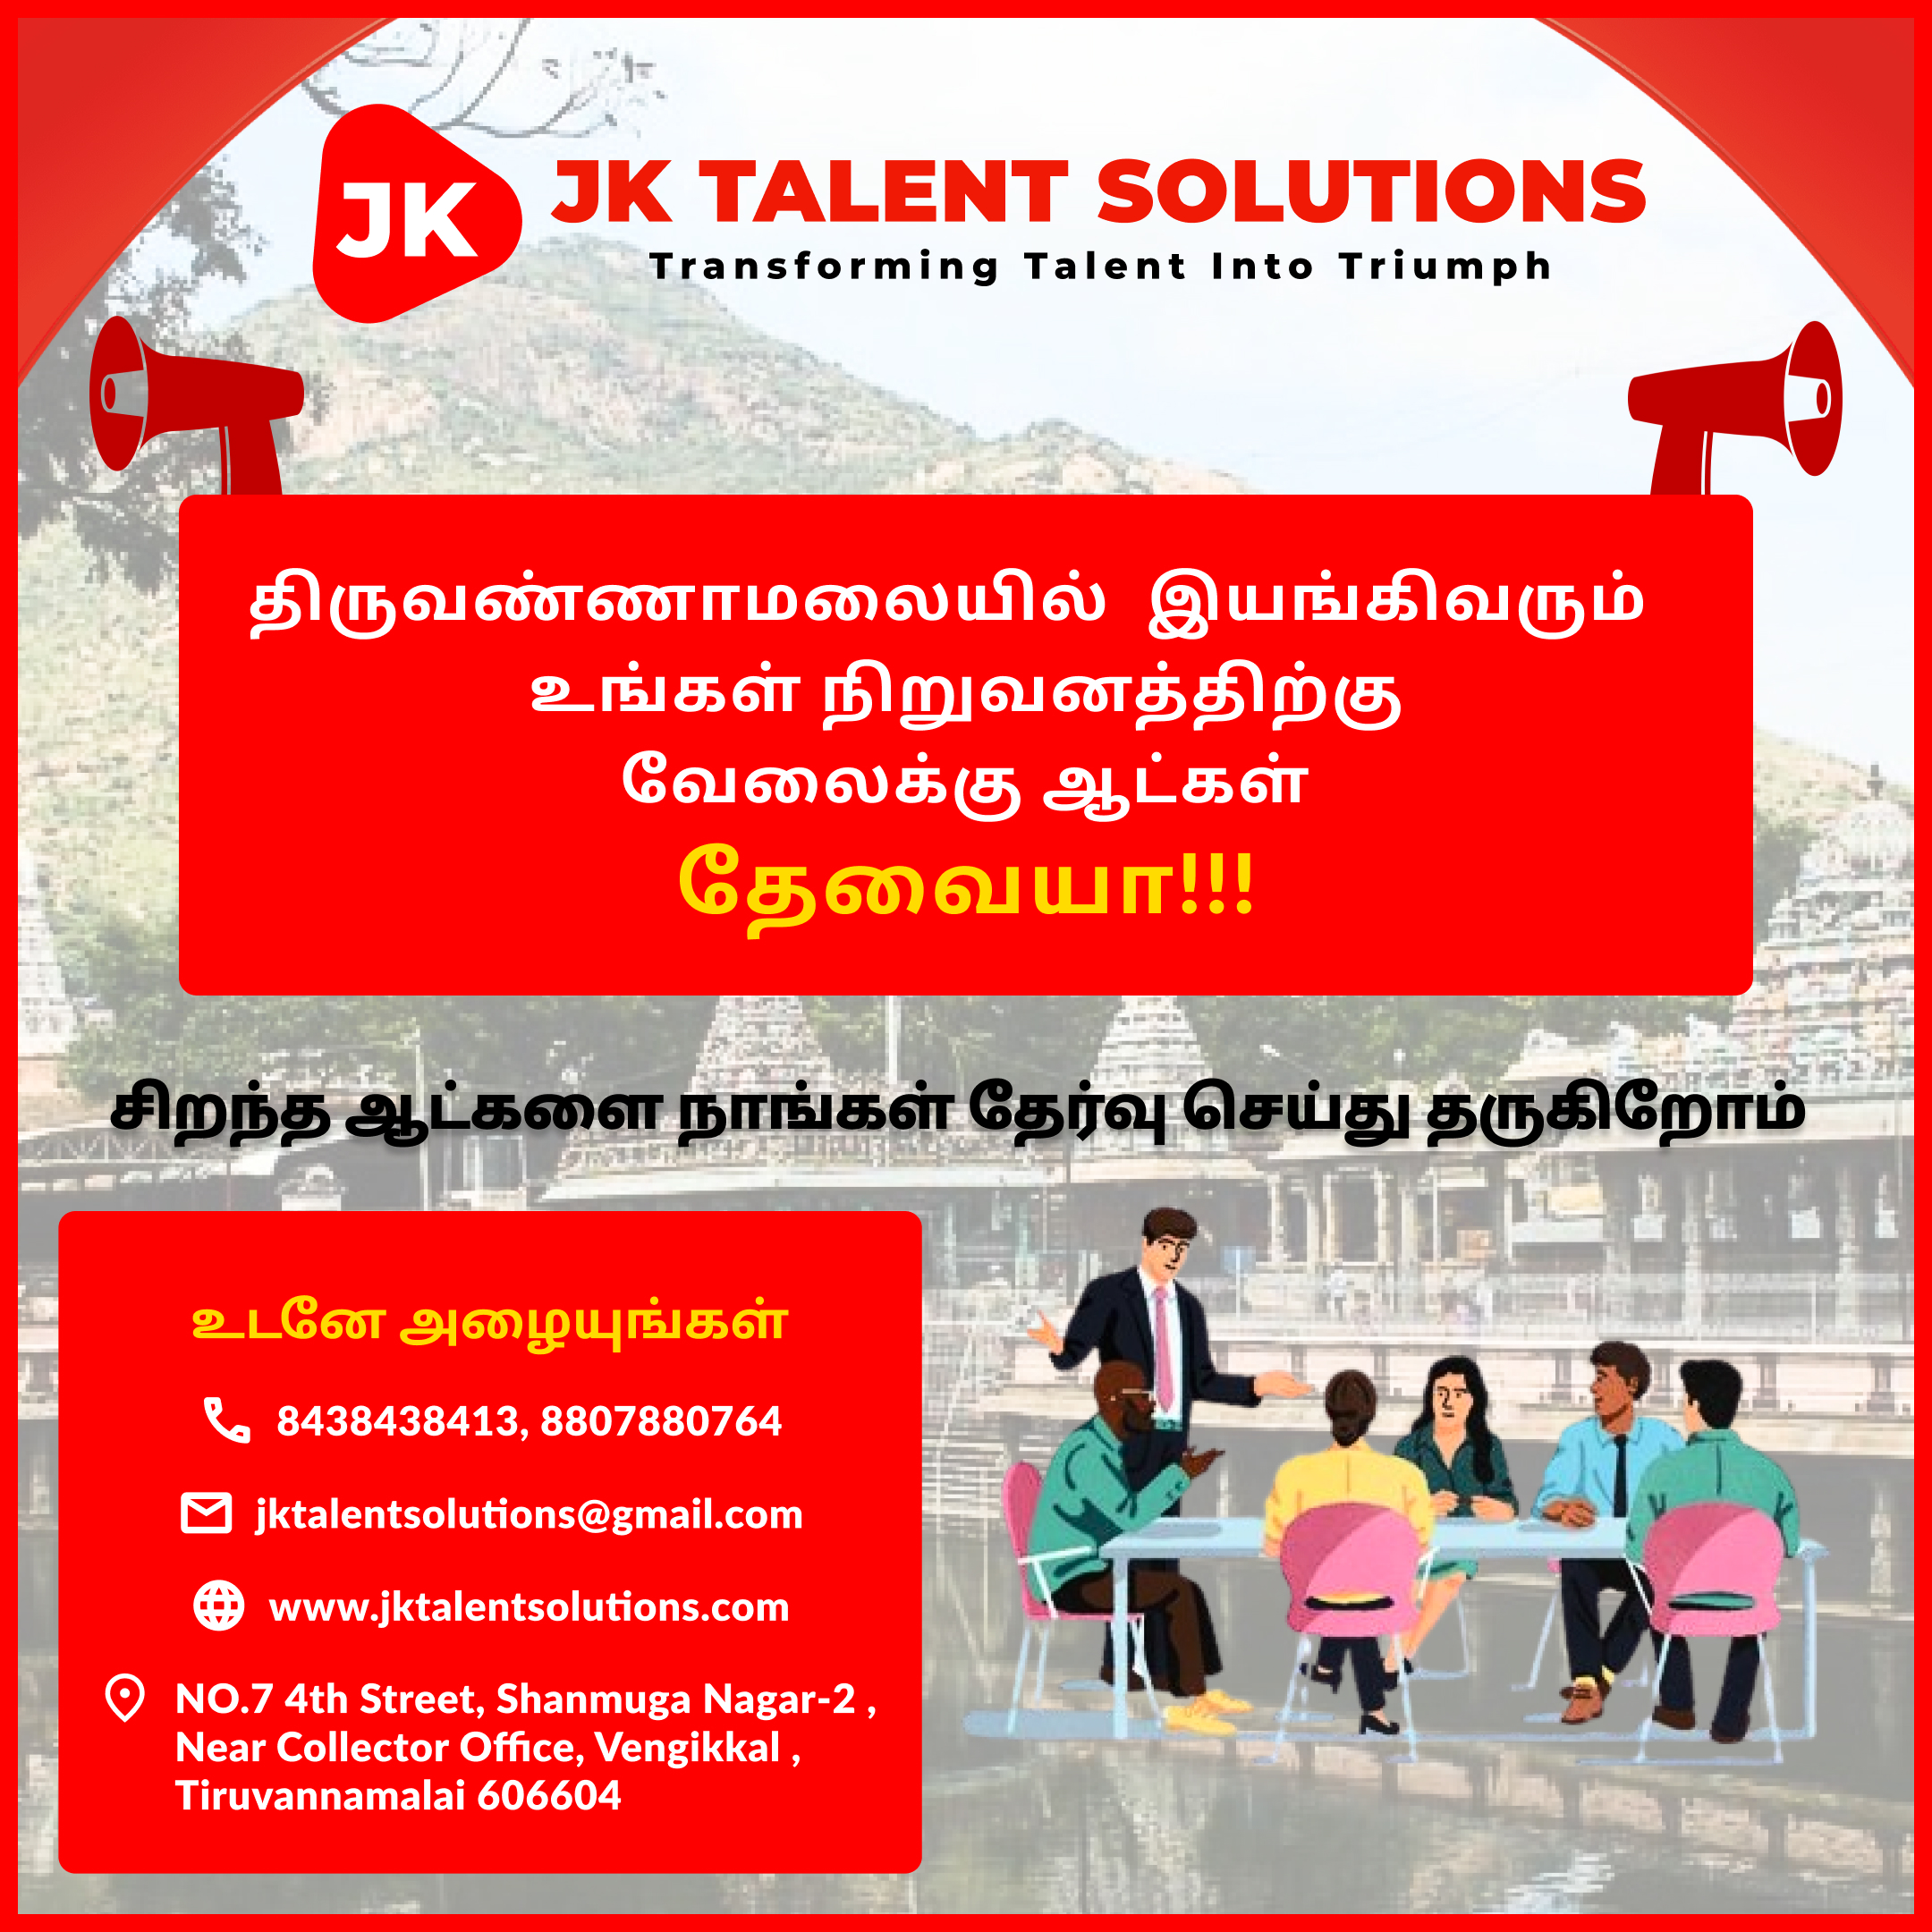 JK
JK TALENT SOLUTIONS
Transforming Talent Into Triumph
திருவண்ணாமலையில் இயங்கிவரும்
உங்கள் நிறுவனத்திற்கு
வேலைக்கு ஆட்கள்
தேவையா!!!
சிறந்த ஆட்களை நாங்கள் தேர்வு செய்து தருகிறோம்
உடனே அழையுங்கள்
8438438413, 8807880764
jktalentsolutions@gmail.com
www.jktalentsolutions.com
NO.7 4th Street, Shanmuga Nagar-2 ,
Near Collector Office, Vengikkal ,
Tiruvannamalai 606604